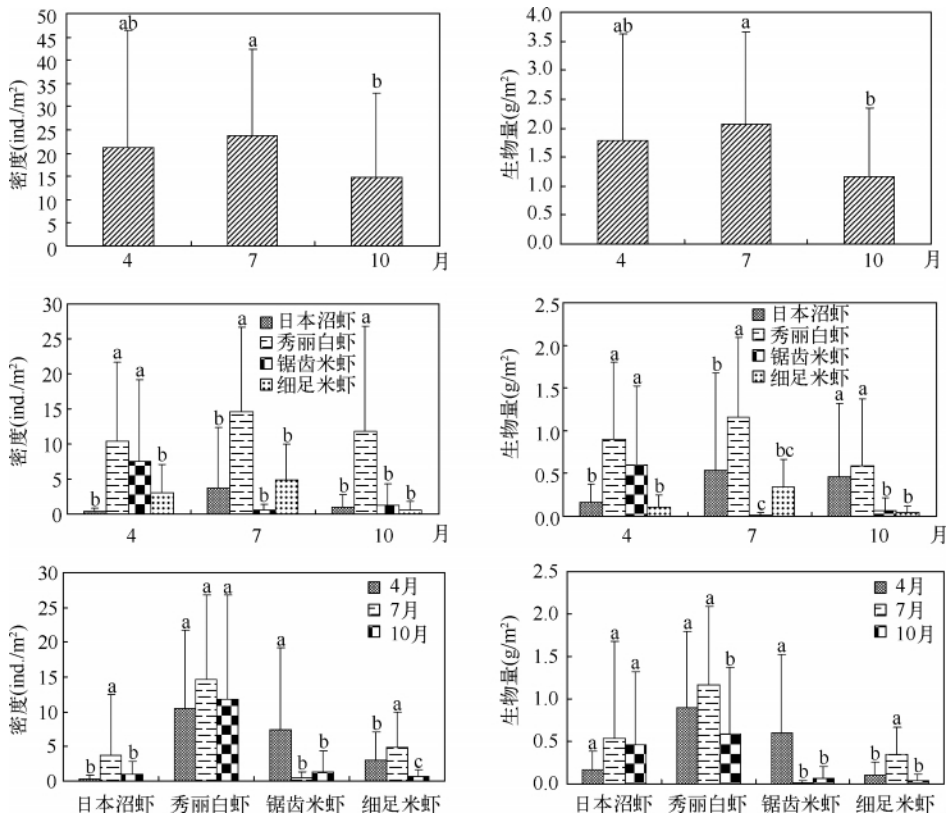 密度(ind./m²)
50
45
40
35
30
25
20
15
10
5
0
ab
a
b
4
7
10
月
生物量(g/m²)
4.0
3.5
3.0
2.5
2.0
1.5
1.0
0.5
0.0
ab
a
b
4
7
10
月
密度(ind./m²)
30
25
20
15
10
5
0
日本沼虾
秀丽白虾
锯齿米虾
细足米虾
b
a
a
b
b
a
b
b
b
a
b
b
4
7
10
月
生物量(g/m²)
2.5
2.0
1.5
1.0
0.5
0.0
日本沼虾
秀丽白虾
锯齿米虾
细足米虾
b
a
a
b
b
a
c
bc
a
a
b
b
4
7
10
月
密度(ind./m²)
30
25
20
15
10
5
0
4月
7月
10月
b
a
b
a
a
a
a
b
b
b
a
c
日本沼虾
秀丽白虾
锯齿米虾
细足米虾
生物量(g/m²)
2.5
2.0
1.5
1.0
0.5
0.0
4月
7月
10月
a
a
a
a
a
b
a
b
b
b
a
b
日本沼虾
秀丽白虾
锯齿米虾
细足米虾